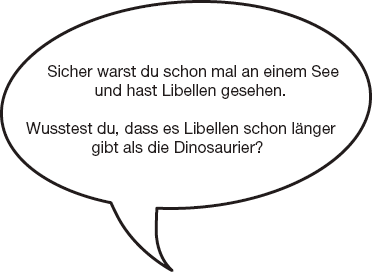 Sicher warst du schon mal an einem See
und hast Libellen gesehen.
Wusstest du, dass es Libellen schon länger
gibt als die Dinosaurier?